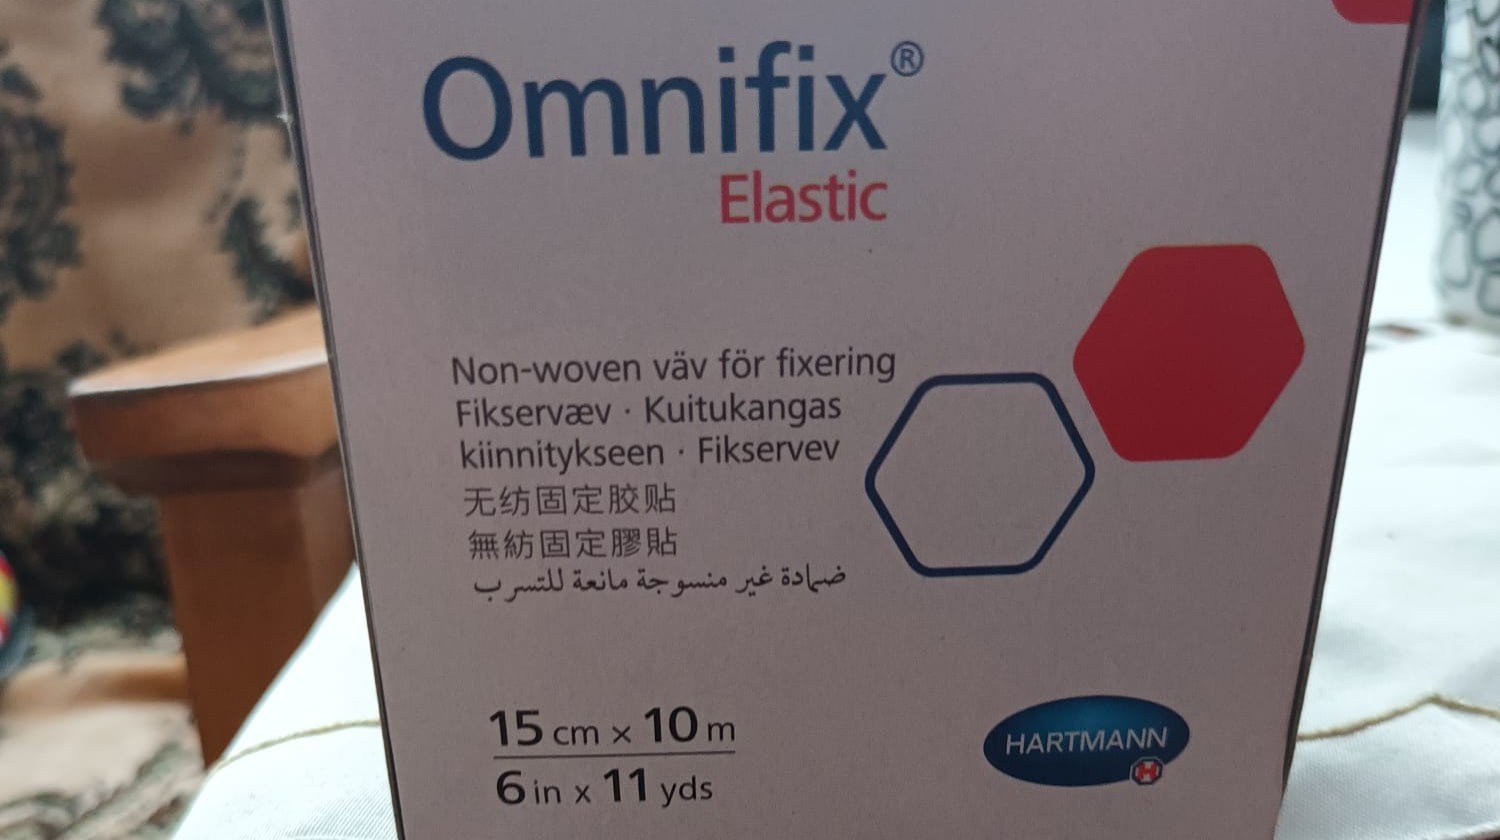 Omnifix®
Elastic
Non-woven väv för fixering
Fikservæv · Kuitukangas
kiinnitykseen · Fikservev
无纺固定胶贴
無紡固定膠貼
ضمادة غير منسوجة مانعة للتسرب
15 cm x 10 m
6 in x 11 yds
HARTMANN